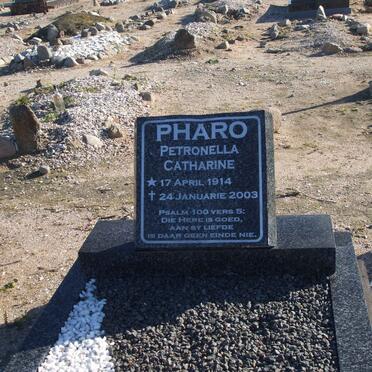 PHARO
PETRONELLA
CATHARINE
★ 17 APRIL 1914
✝ 24 JANUARIE 2003
PSALM 100 VERS 5:
DIE HERE IS GOED,
AAN SY LIEFDE
IS DAAR GEEN EINDE NIE.